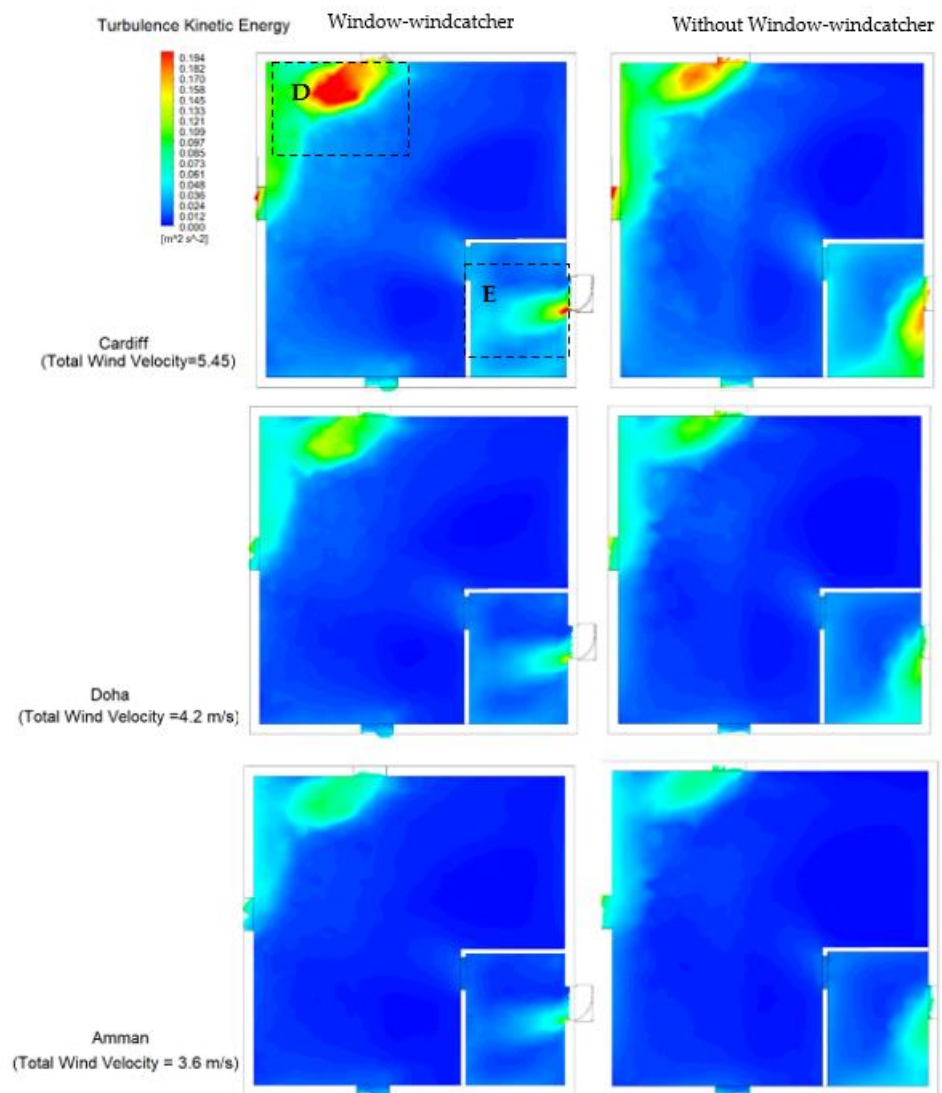 Turbulence Kinetic Energy
Window-windcatcher
Without Window-windcatcher
0.194
0.182
0.170
0.158
0.145
0.133
0.121
0.109
0.097
0.085
0.073
0.061
0.048
0.036
0.024
0.012
0.000
[m^2 s^-2]
D
E
Cardiff
(Total Wind Velocity=5.45)
Doha
(Total Wind Velocity =4.2 m/s)
Amman
(Total Wind Velocity = 3.6 m/s)